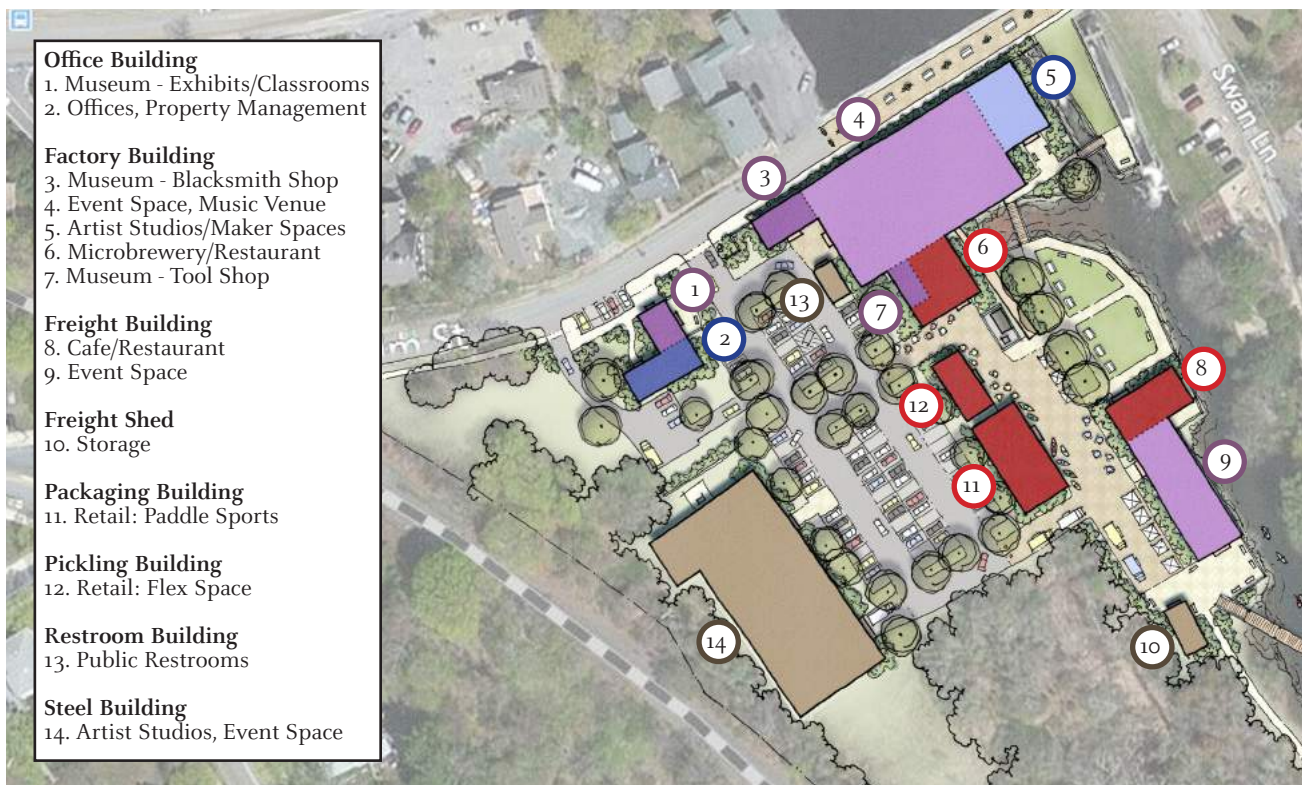 Office Building
1. Museum - Exhibits/Classrooms
2. Offices, Property Management
Factory Building
3. Museum - Blacksmith Shop
4. Event Space, Music Venue
5. Artist Studios/Maker Spaces
6. Microbrewery/Restaurant
7. Museum - Tool Shop
Freight Building
8. Cafe/Restaurant
9. Event Space
Freight Shed
10. Storage
Packaging Building
11. Retail: Paddle Sports
Pickling Building
12. Retail: Flex Space
Restroom Building
13. Public Restrooms
Steel Building
14. Artist Studios, Event Space
5
Swan Ln
4
3
6
1
13
7
2
8
12
9
11
14
10